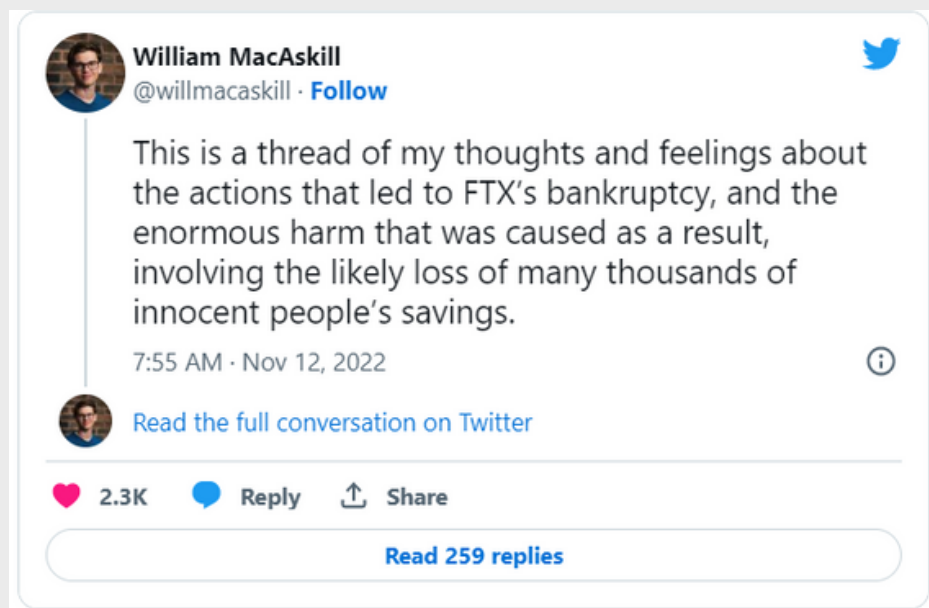 William MacAskill
@willmacaskill · Follow
This is a thread of my thoughts and feelings about
the actions that led to FTX's bankruptcy, and the
enormous harm that was caused as a result,
involving the likely loss of many thousands of
innocent people's savings.
7:55 AM · Nov 12, 2022
Read the full conversation on Twitter
2.3K Reply Share
Read 259 replies